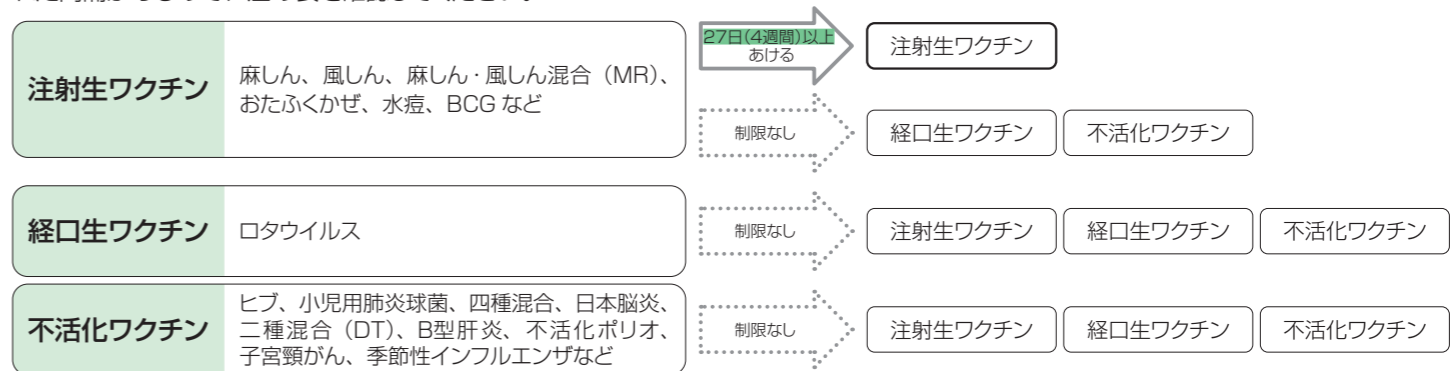 注射生ワクチン
麻しん、風しん、麻しん・風しん混合（MR）、
おたふくかぜ、水痘、BCG など
27日(4週間)以上
あける
注射生ワクチン
制限なし
経口生ワクチン
不活化ワクチン
経口生ワクチン
ロタウイルス
制限なし
注射生ワクチン
経口生ワクチン
不活化ワクチン
不活化ワクチン
ヒブ、小児用肺炎球菌、四種混合、日本脳炎、
二種混合（DT）、B型肝炎、不活化ポリオ、
子宮頸がん、季節性インフルエンザなど
制限なし
注射生ワクチン
経口生ワクチン
不活化ワクチン